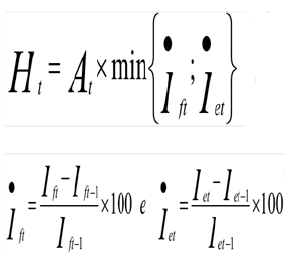 H_t = A_t × min{i̇_ft ; i̇_et}
i̇_ft = (I_ft − I_ft-1)/I_ft-1 × 100 e i̇_et = (I_et − I_et-1)/I_et-1 × 100